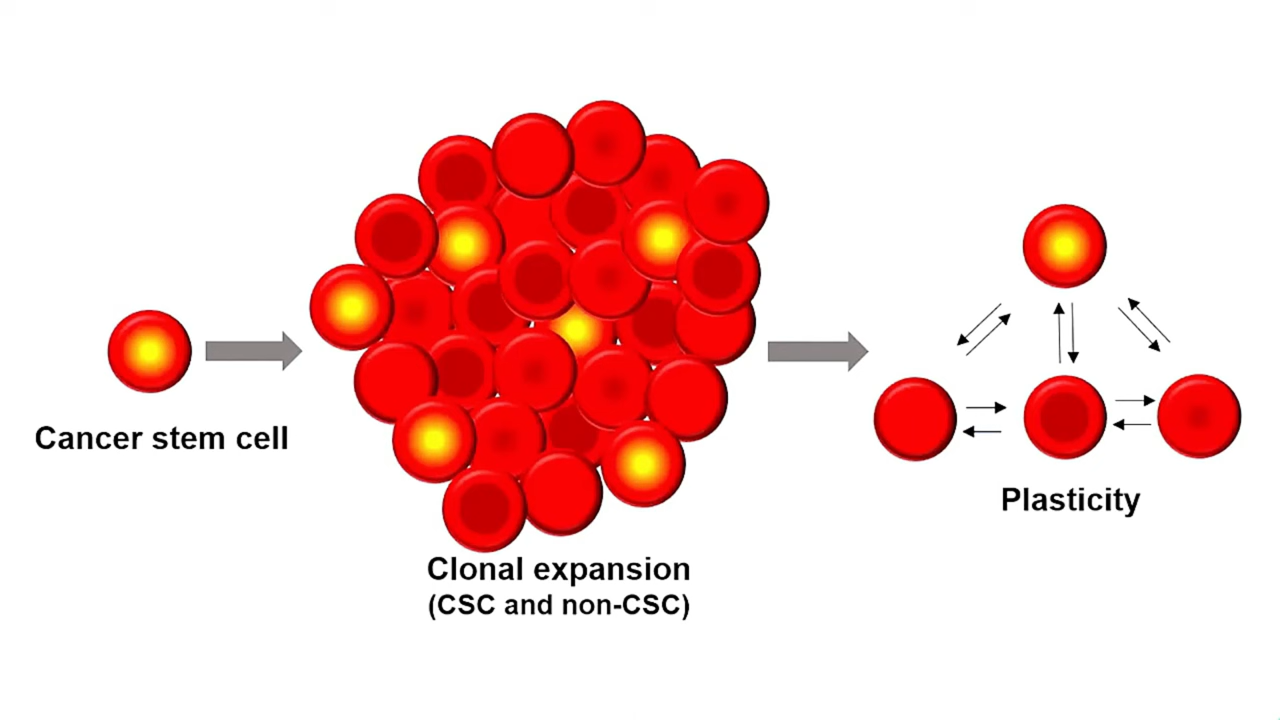 Cancer stem cell
Clonal expansion
(CSC and non-CSC)
Plasticity